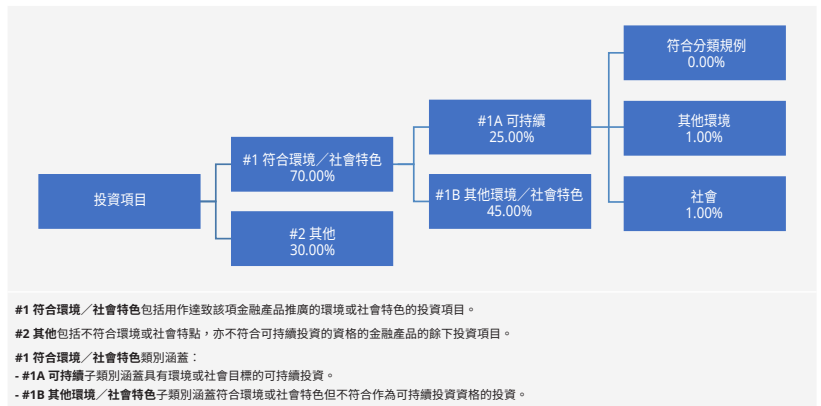 投資項目
#1 符合環境／社會特色
70.00%
#2 其他
30.00%
#1A 可持續
25.00%
#1B 其他環境／社會特色
45.00%
符合分類規例
0.00%
其他環境
1.00%
社會
1.00%
#1 符合環境／社會特色包括用作達致該項金融產品推廣的環境或社會特色的投資項目。
#2 其他包括不符合環境或社會特點，亦不符合可持續投資的資格的金融產品的餘下投資項目。
#1 符合環境／社會特色類別涵蓋：
- #1A 可持續子類別涵蓋具有環境或社會目標的可持續投資。
- #1B 其他環境／社會特色子類別涵蓋符合環境或社會特色但不符合作為可持續投資資格的投資。